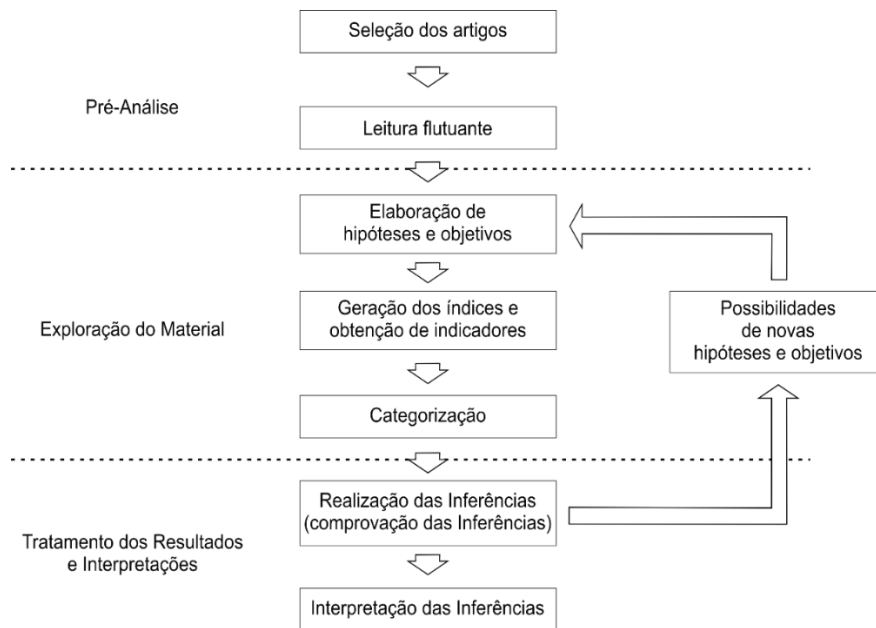 Seleção dos artigos
Pré-Análise
Leitura flutuante
Elaboração de
hipóteses e objetivos
Exploração do Material
Geração dos índices e
obtenção de indicadores
Possibilidades
de novas
hipóteses e objetivos
Categorização
Tratamento dos Resultados
e Interpretações
Realização das Inferências
(comprovação das Inferências)
Interpretação das Inferências